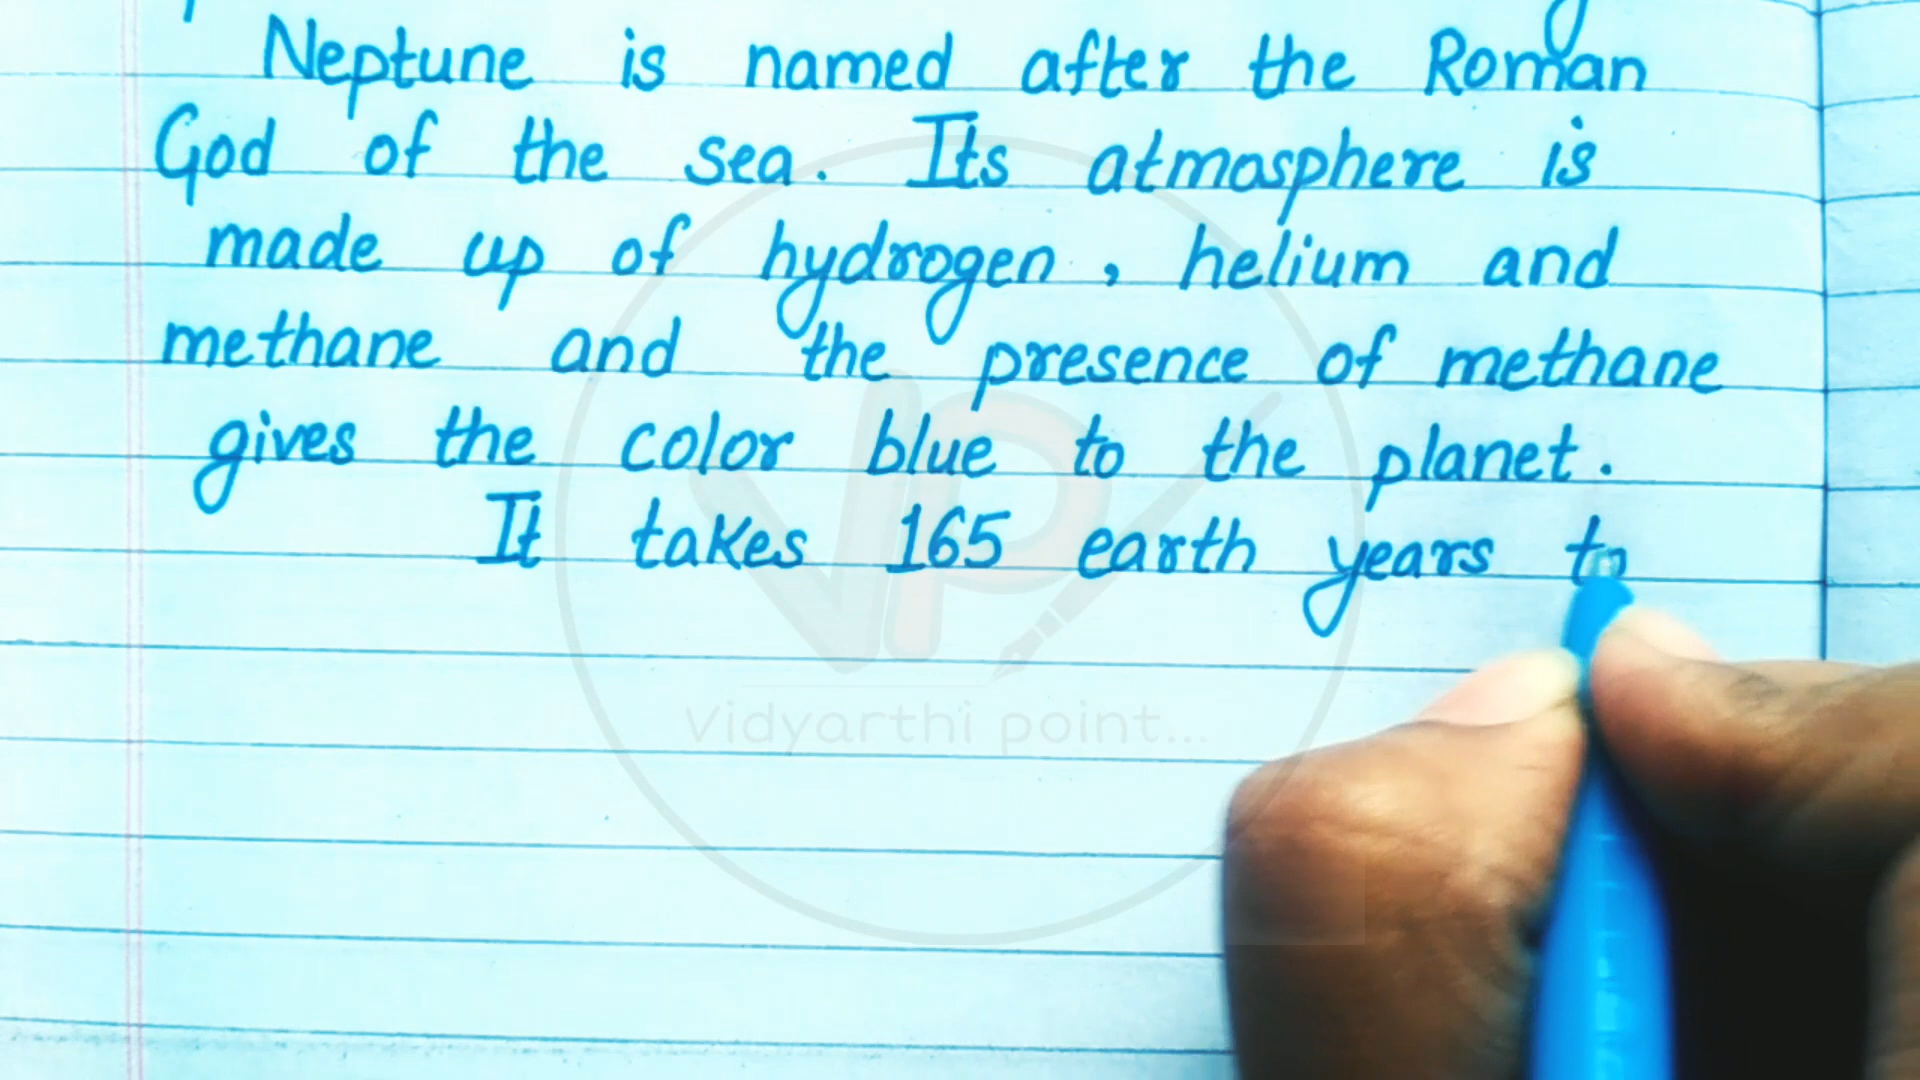 Neptune is named after the Roman
God of the sea. Its atmosphere is
made up of hydrogen, helium and
methane and the presence of methane
gives the color blue to the planet.
It takes 165 earth years to
VP
Vidyarthi point...